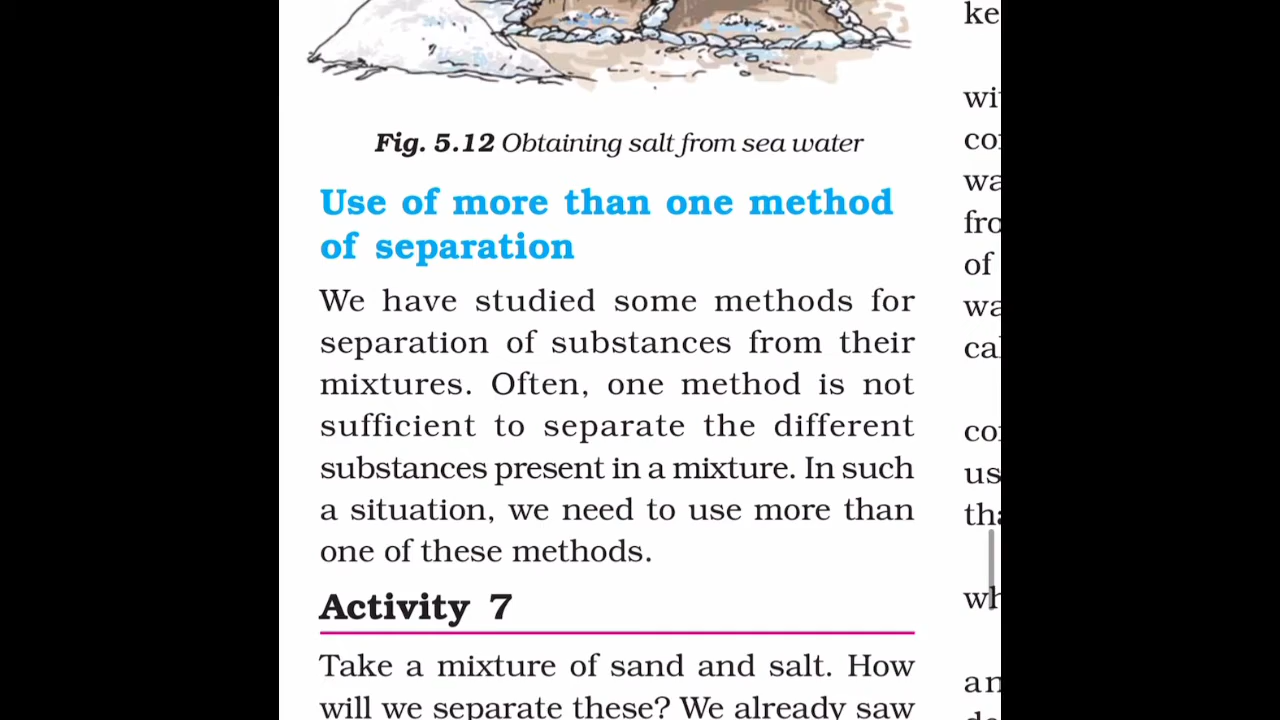 Fig. 5.12 Obtaining salt from sea water
Use of more than one method
of separation
We have studied some methods for
separation of substances from their
mixtures. Often, one method is not
sufficient to separate the different
substances present in a mixture. In such
a situation, we need to use more than
one of these methods.
Activity 7
Take a mixture of sand and salt. How
will we separate these? We already saw
of